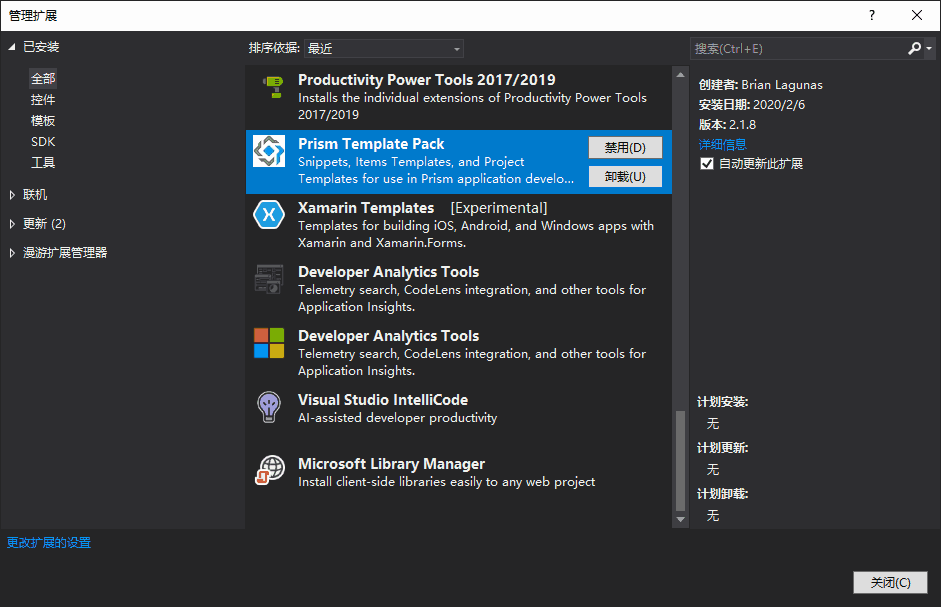 管理扩展
?
已安装
全部
控件
模板
SDK
工具
联机
更新 (2)
漫游扩展管理器
更改扩展的设置
排序依据: 最近
Productivity Power Tools 2017/2019
Installs the individual extensions of Productivity Power Tools
2017/2019
Prism Template Pack
禁用(D)
Snippets, Items Templates, and Project
Templates for use in Prism application develo...
卸载(U)
Xamarin Templates [Experimental]
Templates for building iOS, Android, and Windows apps with
Xamarin and Xamarin.Forms.
Developer Analytics Tools
Telemetry search, CodeLens integration, and other tools for
Application Insights.
Developer Analytics Tools
Telemetry search, CodeLens integration, and other tools for
Application Insights.
Visual Studio IntelliCode
AI-assisted developer productivity
Microsoft Library Manager
Install client-side libraries easily to any web project
搜索(Ctrl+E)
创建者: Brian Lagunas
安装日期: 2020/2/6
版本: 2.1.8
详细信息
自动更新此扩展
计划安装:
无
计划更新:
无
计划卸载:
无
关闭(C)